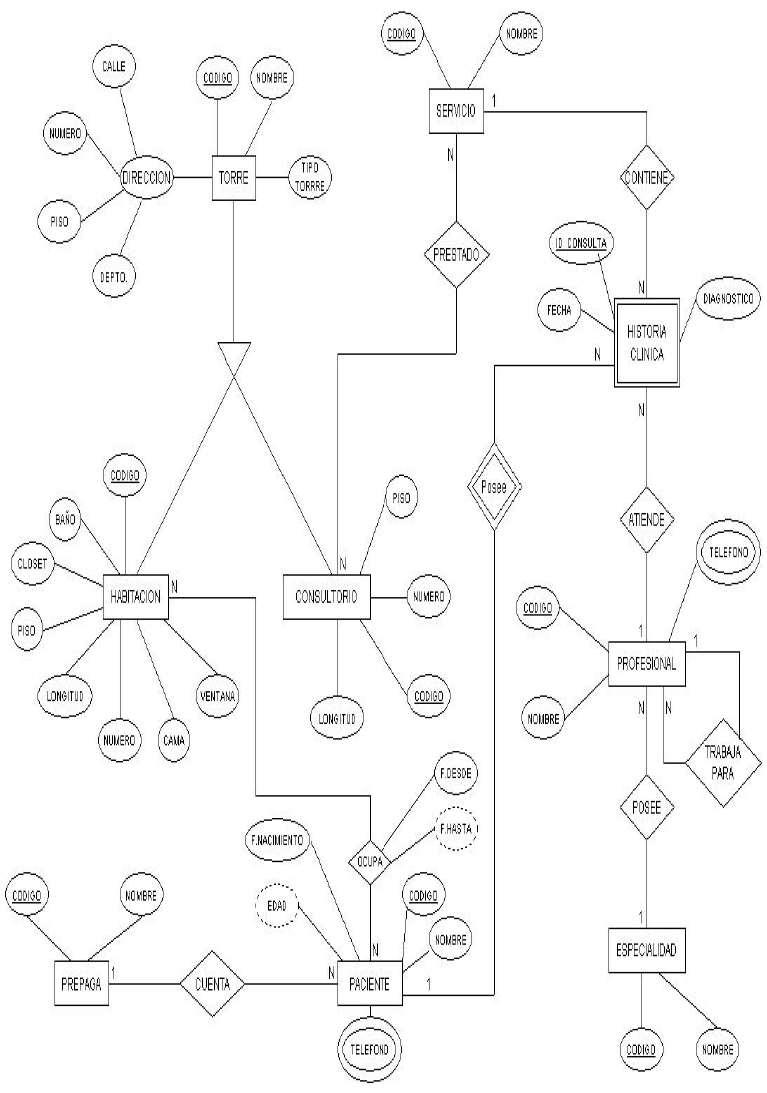 CODIGO
NOMBRE
CALLE
CODIGO
NOMBRE
SERVICIO
1
NUMERO
N
DIRECCION
TORRE
TIPO
TORRRE
CONTIENE
PISO
DEPTO.
PRESTADO
ID_CONSULTA
N
DIAGNOSTICO
FECHA
HISTORIA
CLINICA
N
N
CODIGO
Posee
PISO
BAÑO
ATIENDE
CLOSET
TELEFONO
N
N
HABITACION
CONSULTORIO
NUMERO
CODIGO
PISO
1
1
PROFESIONAL
LONGITUD
VENTANA
CODIGO
N
N
LONGITUD
NOMBRE
NUMERO
CAMA
TRABAJA
PARA
F.DESDE
POSEE
F.HASTA
F.NACIMIENTO
OCUPA
CODIGO
NOMBRE
CODIGO
EDAD
1
NOMBRE
N
ESPECIALIDAD
PREPAGA
1
CUENTA
N
PACIENTE
1
TELEFONO
CODIGO
NOMBRE